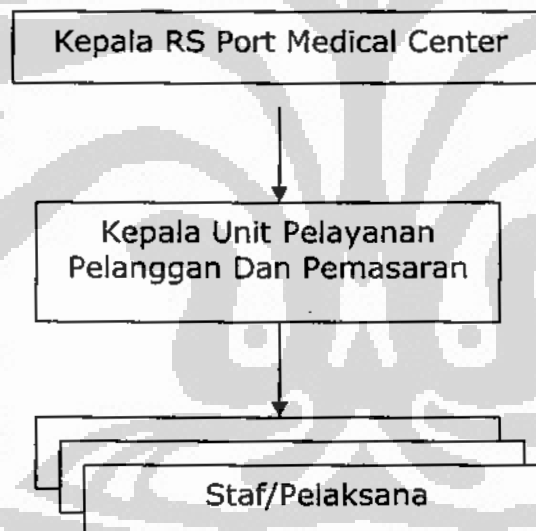 Kepala RS Port Medical Center
Kepala Unit Pelayanan
Pelanggan Dan Pemasaran
Staf/Pelaksana